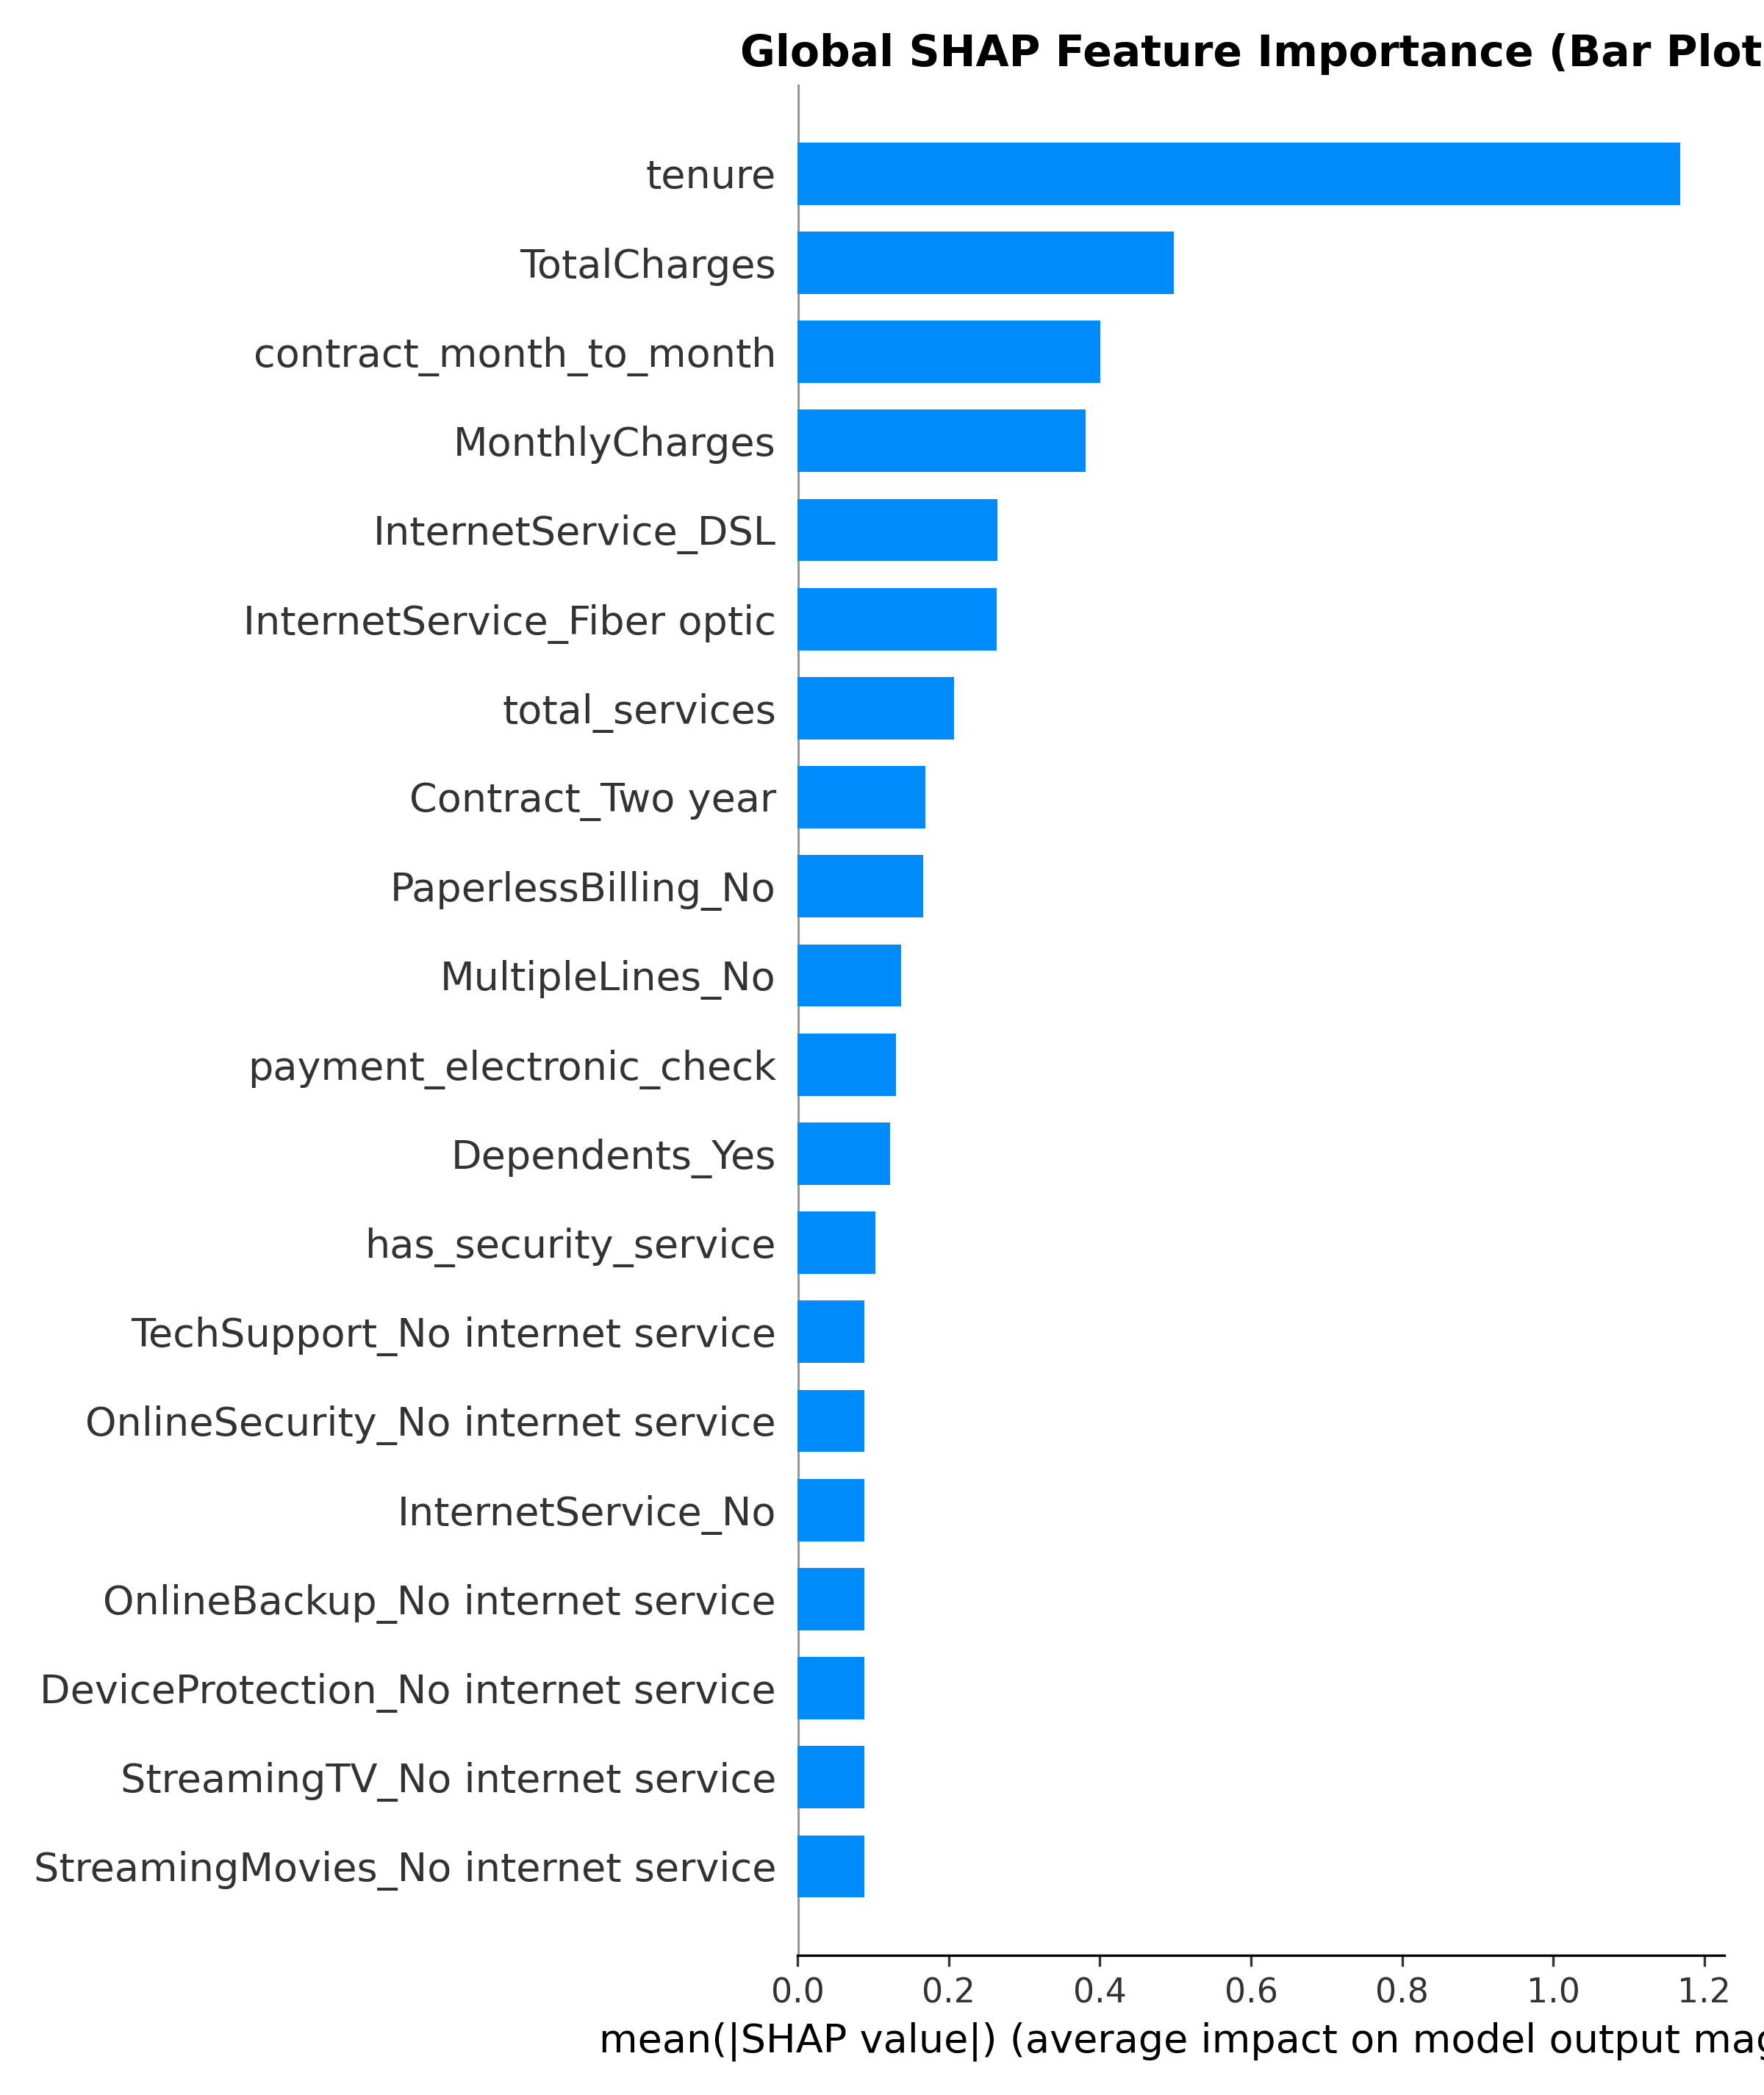 Global SHAP Feature Importance (Bar Plot
tenure
TotalCharges
contract_month_to_month
MonthlyCharges
InternetService_DSL
InternetService_Fiber optic
total_services
Contract_Two year
PaperlessBilling_No
MultipleLines_No
payment_electronic_check
Dependents_Yes
has_security_service
TechSupport_No internet service
OnlineSecurity_No internet service
InternetService_No
OnlineBackup_No internet service
DeviceProtection_No internet service
StreamingTV_No internet service
StreamingMovies_No internet service
0.0 0.2 0.4 0.6 0.8 1.0 1.2
mean(|SHAP value|) (average impact on model output mag